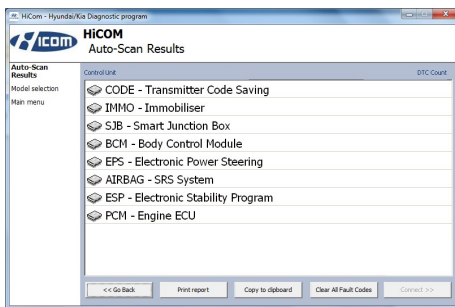 HiCom - Hyundai/Kia Diagnostic program
HICOM
HiCOM
Auto-Scan Results
Auto-Scan
Results
Model selection
Main menu
Control Unit
DTC Count
CODE - Transmitter Code Saving
IMMO - Immobiliser
SJB - Smart Junction Box
BCM - Body Control Module
EPS - Electronic Power Steering
AIRBAG - SRS System
ESP - Electronic Stability Program
PCM - Engine ECU
<< Go Back
Print report
Copy to clipboard
Clear All Fault Codes
Connect >>